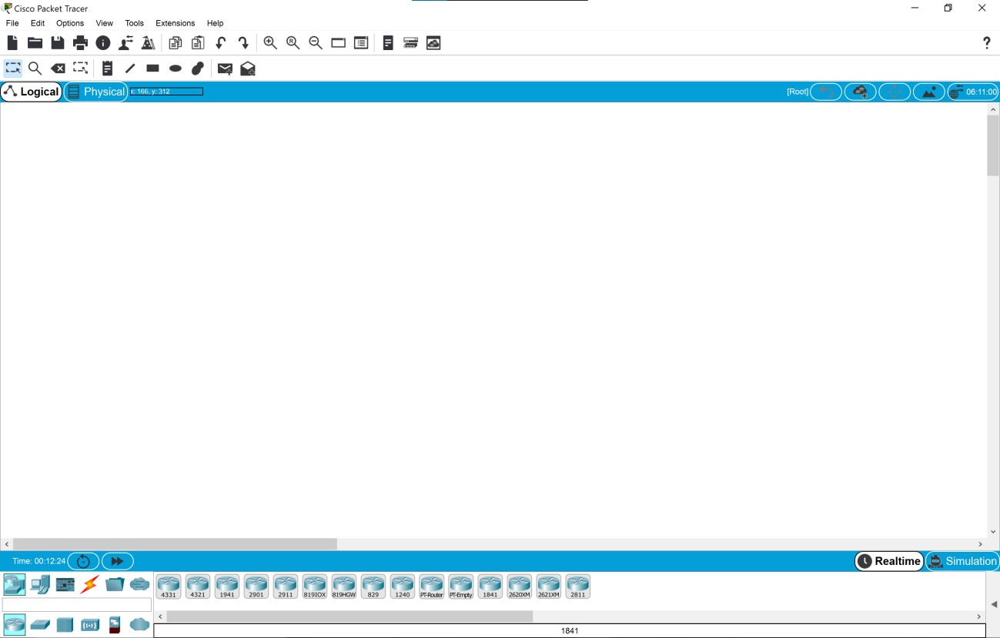 Cisco Packet Tracer
File Edit Options View Tools Extensions Help
Logical Physical x: 166, y: 312 [Root] 06:11:00
Time: 00:12:24 Realtime Simulation
4331 4321 1941 2901 2911 819IOX 819HGW 829 1240 PT-Router PT-Empty 1841 2620XM 2621XM 2811
1841